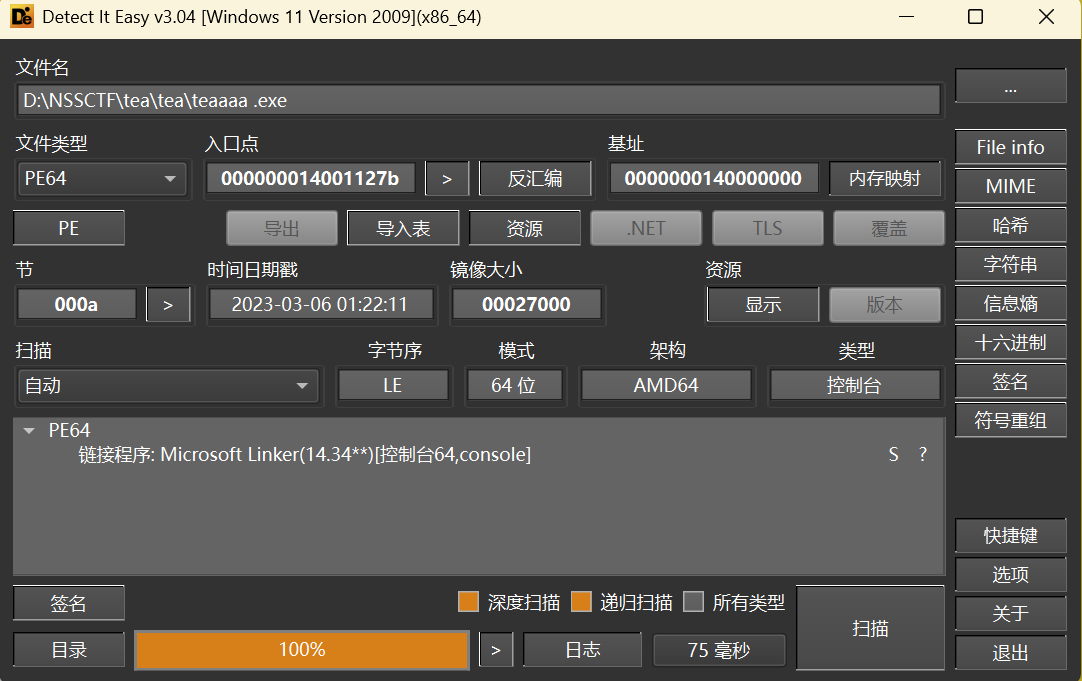 Detect It Easy v3.04 [Windows 11 Version 2009](x86_64)
文件名
D:\NSSCTF\tea\tea\teaaaa .exe
...
文件类型 入口点 基址
PE64 000000014001127b > 反汇编 0000000140000000 内存映射
File info
MIME
PE 导出 导入表 资源 .NET TLS 覆盖
哈希
节 时间日期戳 镜像大小 资源
字符串
000a > 2023-03-06 01:22:11 00027000 显示 版本
信息熵
扫描 字节序 模式 架构 类型
十六进制
自动 LE 64 位 AMD64 控制台
签名
符号重组
PE64
链接程序: Microsoft Linker(14.34**)[控制台64,console] S ?
快捷键
选项
签名 深度扫描 递归扫描 所有类型 扫描
关于
目录 100% > 日志 75 毫秒
退出